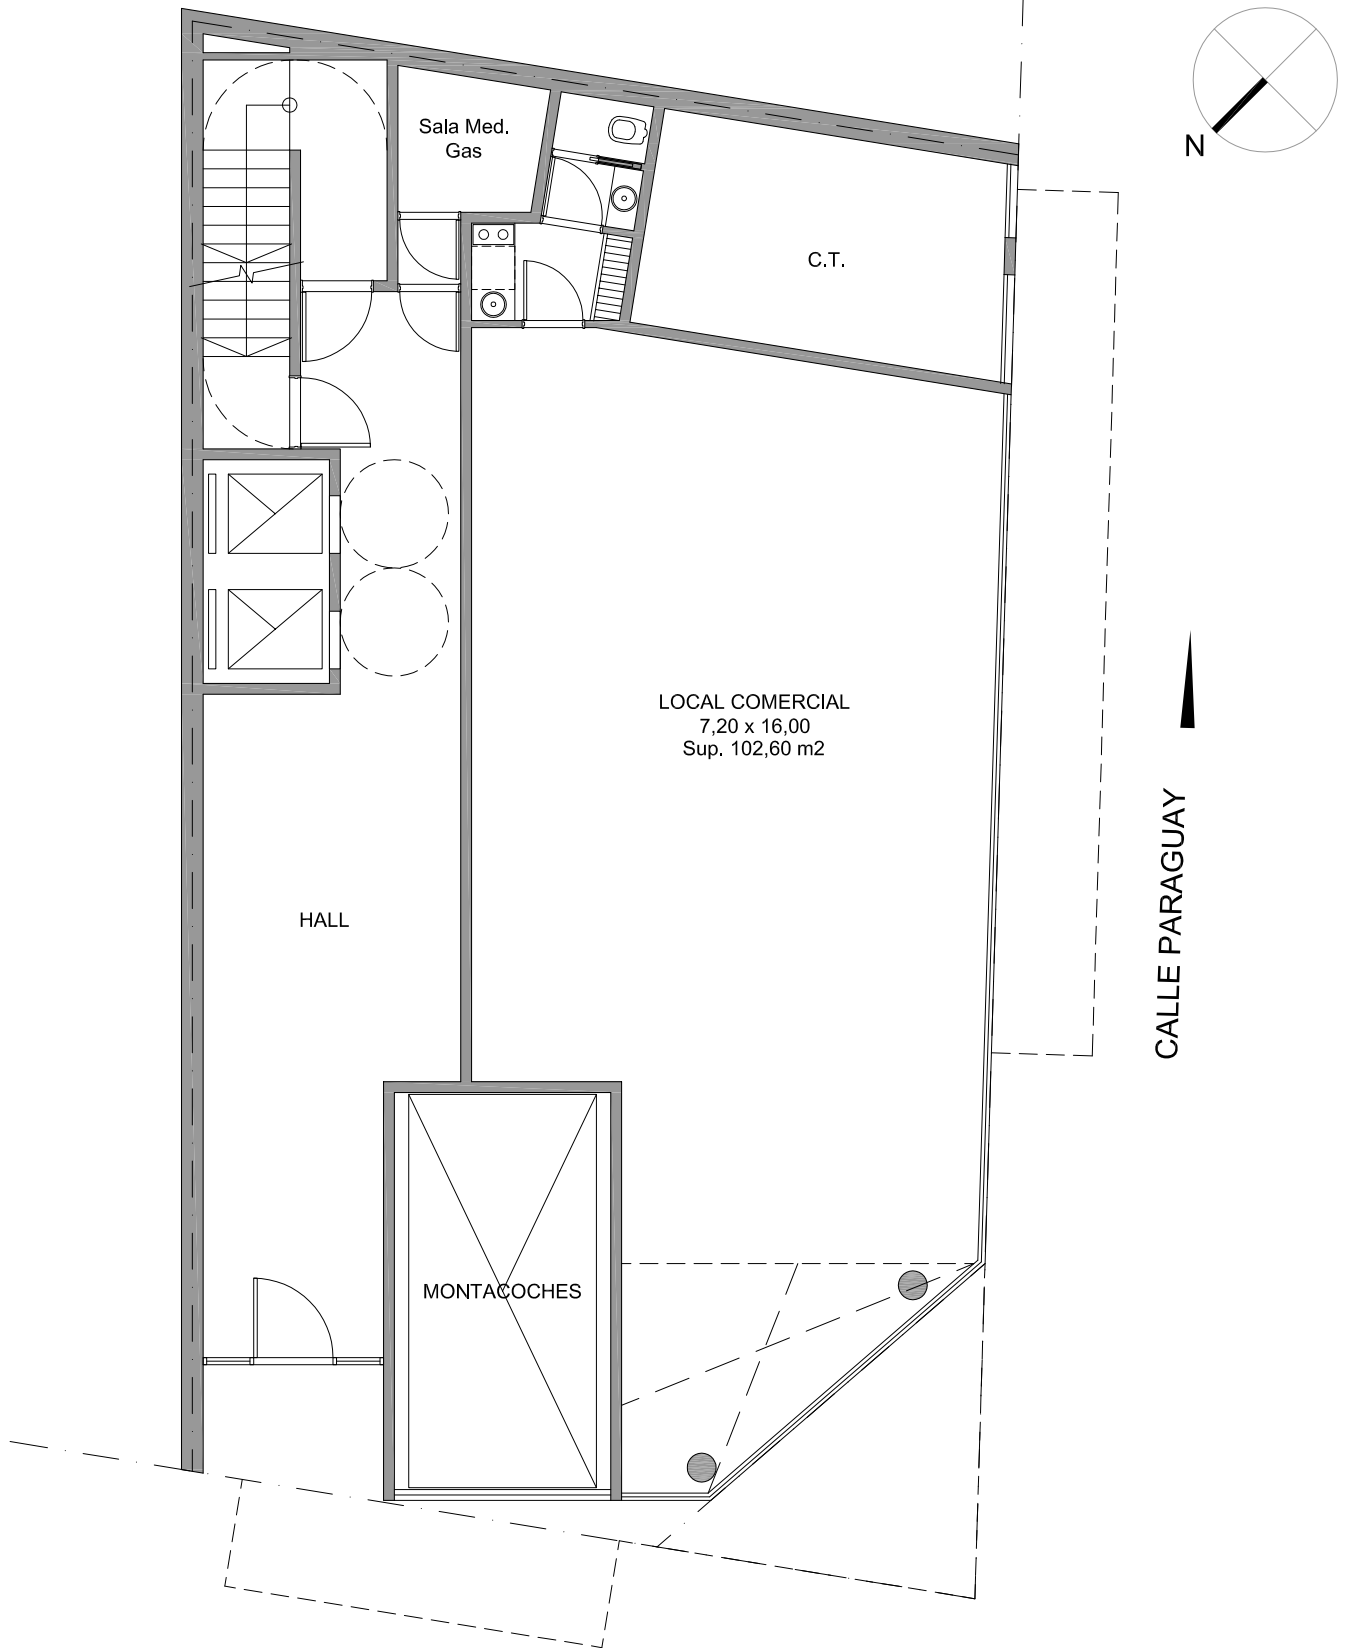 Sala Med.
Gas
N
C.T.
LOCAL COMERCIAL
7,20 x 16,00
Sup. 102,60 m2
CALLE PARAGUAY
HALL
MONTACOCHES